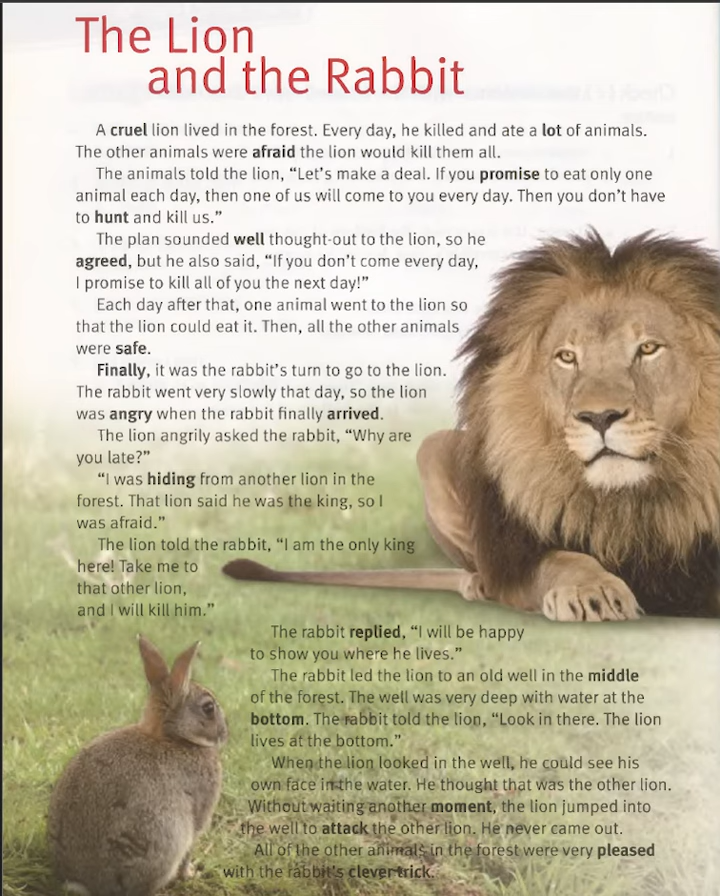 The Lion
and the Rabbit
A cruel lion lived in the forest. Every day, he killed and ate a lot of animals.
The other animals were afraid the lion would kill them all.
The animals told the lion, “Let’s make a deal. If you promise to eat only one
animal each day, then one of us will come to you every day. Then you don’t have
to hunt and kill us.”
The plan sounded well thought-out to the lion, so he
agreed, but he also said, “If you don’t come every day,
I promise to kill all of you the next day!”
Each day after that, one animal went to the lion so
that the lion could eat it. Then, all the other animals
were safe.
Finally, it was the rabbit’s turn to go to the lion.
The rabbit went very slowly that day, so the lion
was angry when the rabbit finally arrived.
The lion angrily asked the rabbit, “Why are
you late?”
“I was hiding from another lion in the
forest. That lion said he was the king, so I
was afraid.”
The lion told the rabbit, “I am the only king
here! Take me to
that other lion,
and I will kill him.”
The rabbit replied, “I will be happy
to show you where he lives.”
The rabbit led the lion to an old well in the middle
of the forest. The well was very deep with water at the
bottom. The rabbit told the lion, “Look in there. The lion
lives at the bottom.”
When the lion looked in the well, he could see his
own face in the water. He thought that was the other lion.
Without waiting another moment, the lion jumped into
the well to attack the other lion. He never came out.
All of the other animals in the forest were very pleased
with the rabbit’s clever trick.